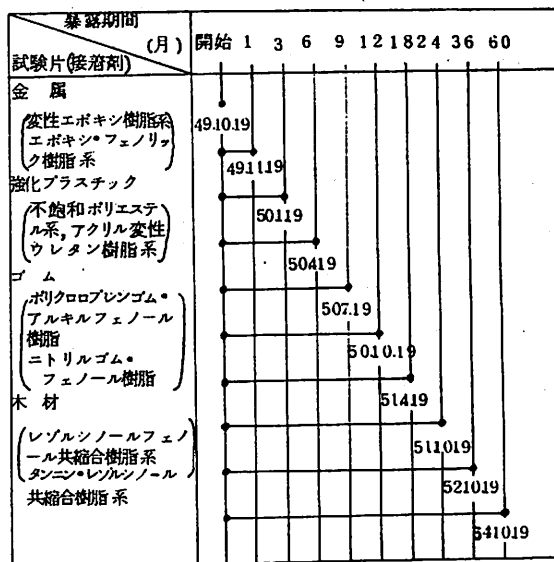 暴露期間
(月)
試験片(接着剤)
開始 1 3 6 9 12 18 24 36 60
金 属
(変性エポキシ樹脂系
エポキシ・フェノリッ
ク樹脂系)
強化プラスチック
(不飽和ポリエステ
ル系,アクリル変性
ウレタン樹脂系)
ゴ ム
(ポリクロロプレンゴム・
アルキルフェノール
樹脂
ニトリルゴム・
フェノール樹脂)
木 材
(レゾルシノールフェノ
ール共縮合樹脂系
タンニン・レゾルシノール
共縮合樹脂系)
49.10.19
49.11.19
50.1.19
50.4.19
50.7.19
50.10.19
51.4.19
51.10.19
52.10.19
54.10.19